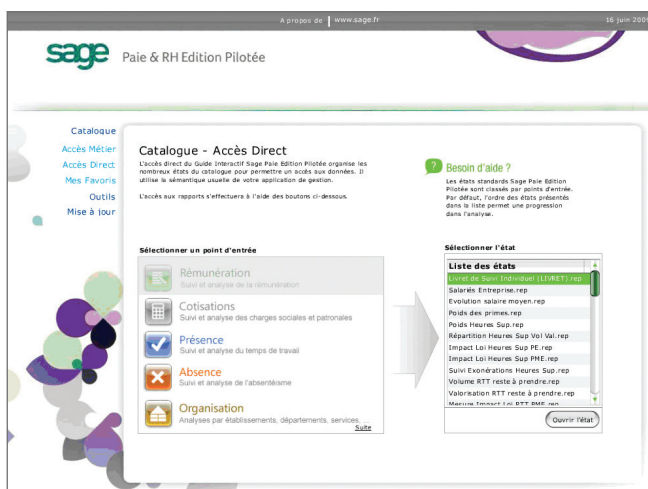 A propos de | www.sage.fr
16 juin 200
sage Paie & RH Edition Pilotée
Catalogue
Accès Métier
Accès Direct
Mes Favoris
Outils
Mise à jour
Catalogue - Accès Direct
L'accès direct du Guide Interactif Sage Paie Edition Pilotée organise les
nombreux états du catalogue pour permettre un accès aux données. Il
utilise la sémantique usuelle de votre application de gestion.
L'accès aux rapports s'effectuera à l'aide des boutons ci-dessous.
? Besoin d'aide ?
Les états standards Sage Paie Edition
Pilotée sont classés par points d'entrée.
Par défaut, l'ordre des états présentés
dans la liste permet une progression
dans l'analyse.
Sélectionner un point d'entrée
Rémunération
Suivi et analyse de la rémunération
Cotisations
Suivi et analyse des charges sociales et patronales
Présence
Suivi et analyse du temps de travail
Absence
Suivi et analyse de l'absentéisme
Organisation
Analyses par établissements, départements, services, ...
Suite
Sélectionner l'état
Liste des états
Livret de Suivi Individuel (LIVRET).rep
Salariés Entreprise.rep
Evolution salaire moyen.rep
Poids des primes.rep
Poids Heures Sup.rep
Répartition Heures Sup Vol Val.rep
Impact Loi Heures Sup PE.rep
Impact Loi Heures Sup PME.rep
Suivi Exonérations Heures Sup.rep
Volume RTT reste à prendre.rep
Valorisation RTT reste à prendre.rep
Mesure Impact Loi RTT PME.rep
Ouvrir l'état